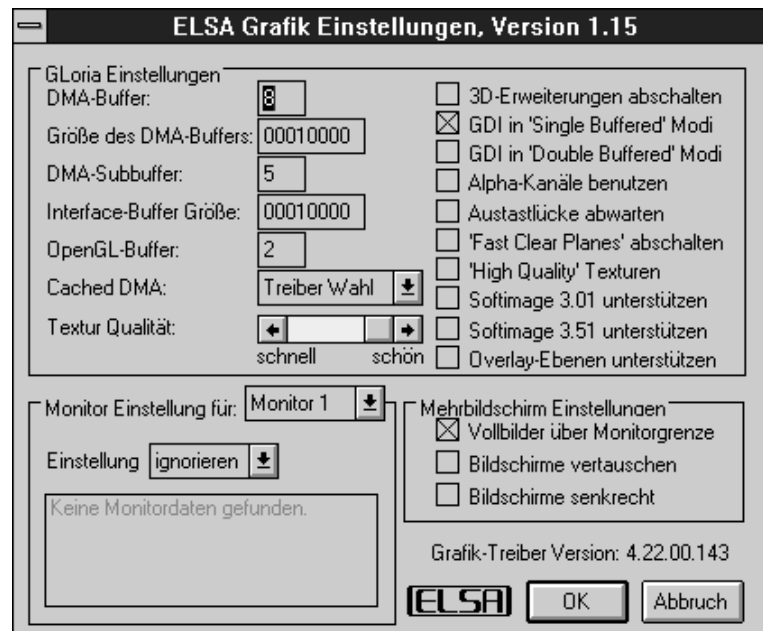 ELSA Grafik Einstellungen, Version 1.15
GLoria Einstellungen
DMA-Buffer: 8
Größe des DMA-Buffers: 00010000
DMA-Subbuffer: 5
Interface-Buffer Größe: 00010000
OpenGL-Buffer: 2
Cached DMA: Treiber Wahl
Textur Qualität:
schnell schön
3D-Erweiterungen abschalten
GDI in 'Single Buffered' Modi
GDI in 'Double Buffered' Modi
Alpha-Kanäle benutzen
Austastlücke abwarten
'Fast Clear Planes' abschalten
'High Quality' Texturen
Softimage 3.01 unterstützen
Softimage 3.51 unterstützen
Overlay-Ebenen unterstützen
Monitor Einstellung für: Monitor 1
Einstellung ignorieren
Keine Monitordaten gefunden.
Mehrbildschirm Einstellungen
Vollbilder über Monitorgrenze
Bildschirme vertauschen
Bildschirme senkrecht
Grafik-Treiber Version: 4.22.00.143
ELSA OK Abbruch